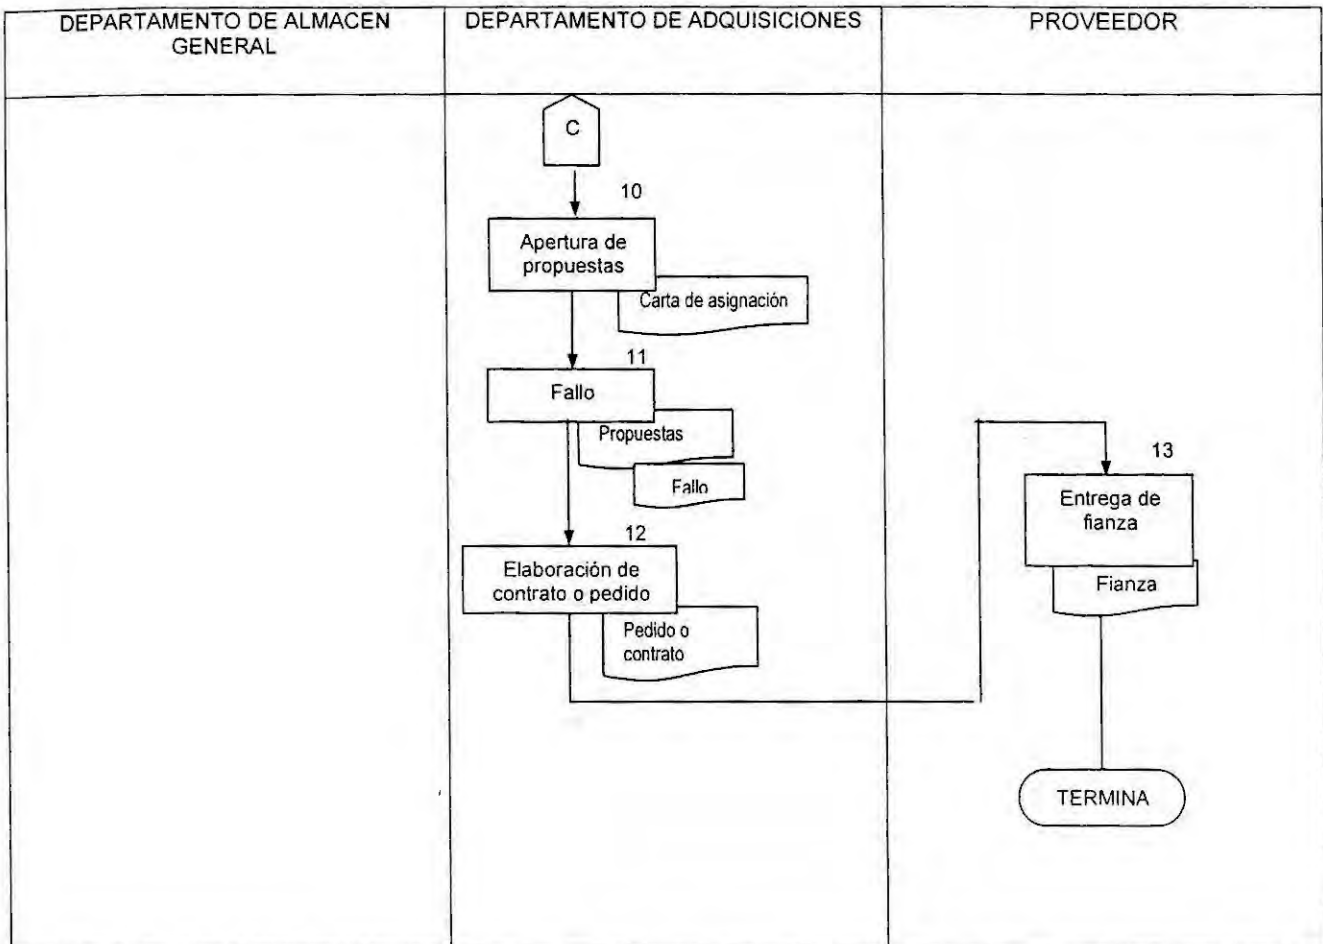 DEPARTAMENTO DE ALMACEN
GENERAL
DEPARTAMENTO DE ADQUISICIONES
PROVEEDOR
C
10
Apertura de
propuestas
Carta de asignación
11
Fallo
Propuestas
Fallo
12
Elaboración de
contrato o pedido
Pedido o
contrato
13
Entrega de
fianza
Fianza
TERMINA